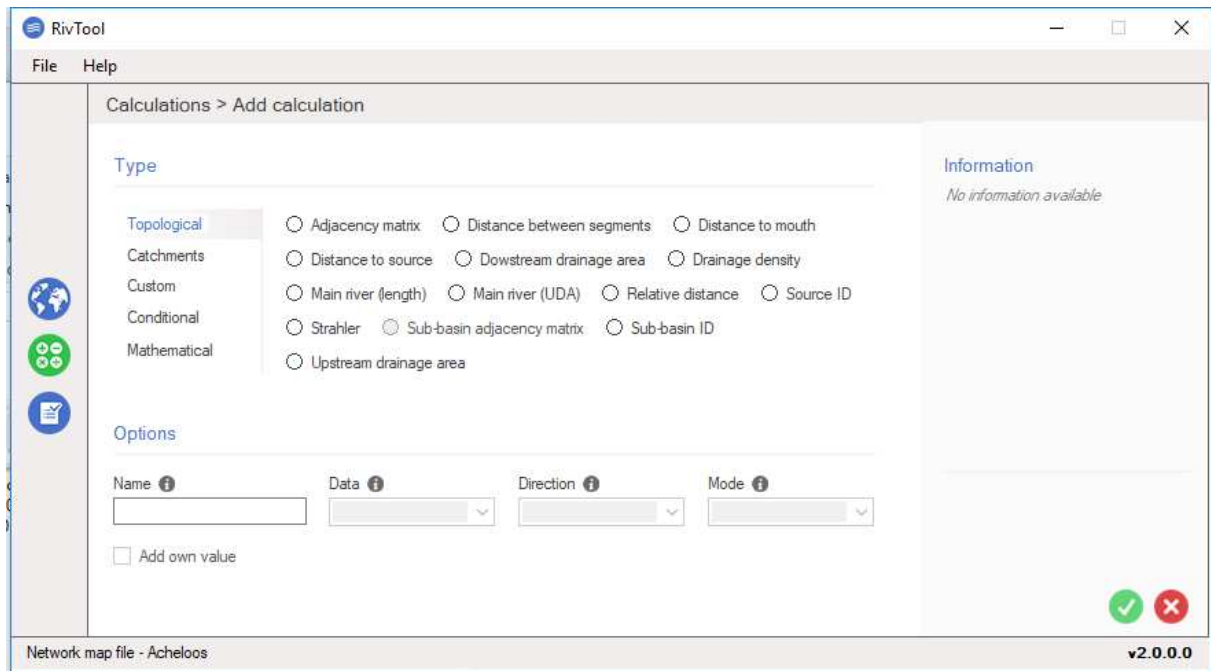 RivTool
File Help
Calculations > Add calculation
Type
Information
No information available
Topological
Catchments
Custom
Conditional
Mathematical
Adjacency matrix Distance between segments Distance to mouth
Distance to source Dowstream drainage area Drainage density
Main river (length) Main river (UDA) Relative distance Source ID
Strahler Sub-basin adjacency matrix Sub-basin ID
Upstream drainage area
Options
Name Data Direction Mode
Add own value
Network map file - Acheloos v2.0.0.0